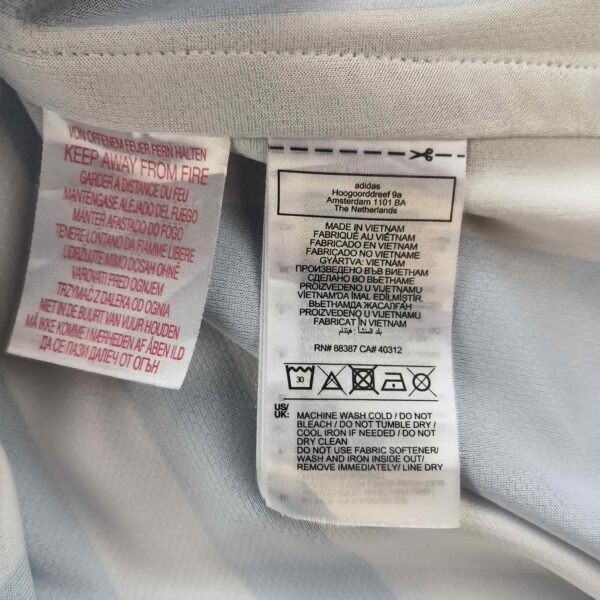 VON OFFENEM FEUER FERN HALTEN
KEEP AWAY FROM FIRE
GARDER A DISTANCE DU FEU
MANTENGASE ALEJADO DEL FUEGO
MANTER AFASTADO DO FOGO
TENERE LONTANO DA FIAMME LIBERE
UDRŽUJTE MIMO DOSAH OHNĚ
VAROVATI PRED OGNJEM
TRZYMAĆ Z DALEKA OD OGNIA
NIET IN DE BUURT VAN VUUR HOUDEN
MÅ IKKE KOMME I NÆRHEDEN AF ÅBEN ILD
ДА СЕ ПАЗИ ДАЛЕЧ ОТ ОГЪН
adidas
Hoogoorddreef 9a
Amsterdam 1101 BA
The Netherlands
MADE IN VIETNAM
FABRIQUÉ AU VIÊTNAM
FABRICADO EN VIETNAM
FABRICADO NO VIETNAME
GYÁRTVA: VIETNÁM
ПРОИЗВЕДЕНО ВЪВ ВИЕТНАМ
СДЕЛАНО ВО ВЬЕТНАМЕ
PROIZVEDENO U VIJETNAMU
VİETNAM'DA İMAL EDİLMİŞTİR.
ВЬЕТНАМДА ЖАСАЛҒАН
PROIZVEDENO U VIJETNAMU
FABRICAT ÎN VIETNAM
بلد المنشأ : فيتنام
RN# 88387 CA# 40312
30
US/
UK:
MACHINE WASH COLD / DO NOT
BLEACH / DO NOT TUMBLE DRY /
COOL IRON IF NEEDED / DO NOT
DRY CLEAN
DO NOT USE FABRIC SOFTENER/
WASH AND IRON INSIDE OUT/
REMOVE IMMEDIATELY/ LINE DRY